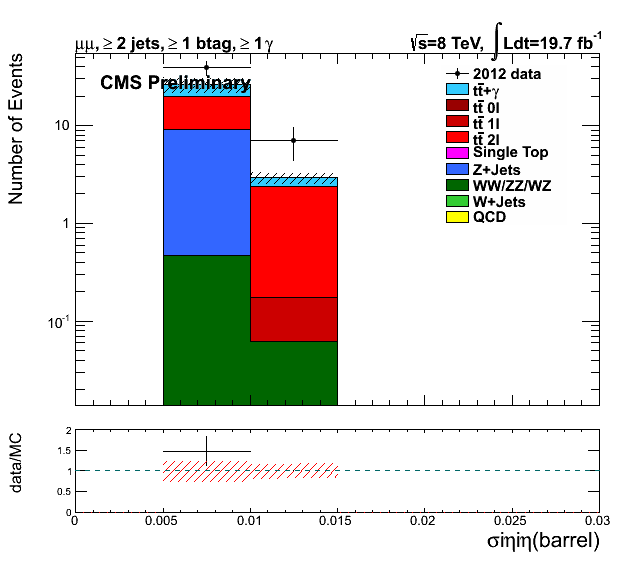 μμ, ≥ 2 jets, ≥ 1 btag, ≥ 1 γ
√s=8 TeV, ∫Ldt=19.7 fb⁻¹
CMS Preliminary
2012 data
tt̄+γ
tt̄ 0l
tt̄ 1l
tt̄ 2l
Single Top
Z+Jets
WW/ZZ/WZ
W+Jets
QCD
Number of Events
10
1
10⁻¹
data/MC
2
1.5
1
0.5
0
0 0.005 0.01 0.015 0.02 0.025 0.03
σiηiη(barrel)